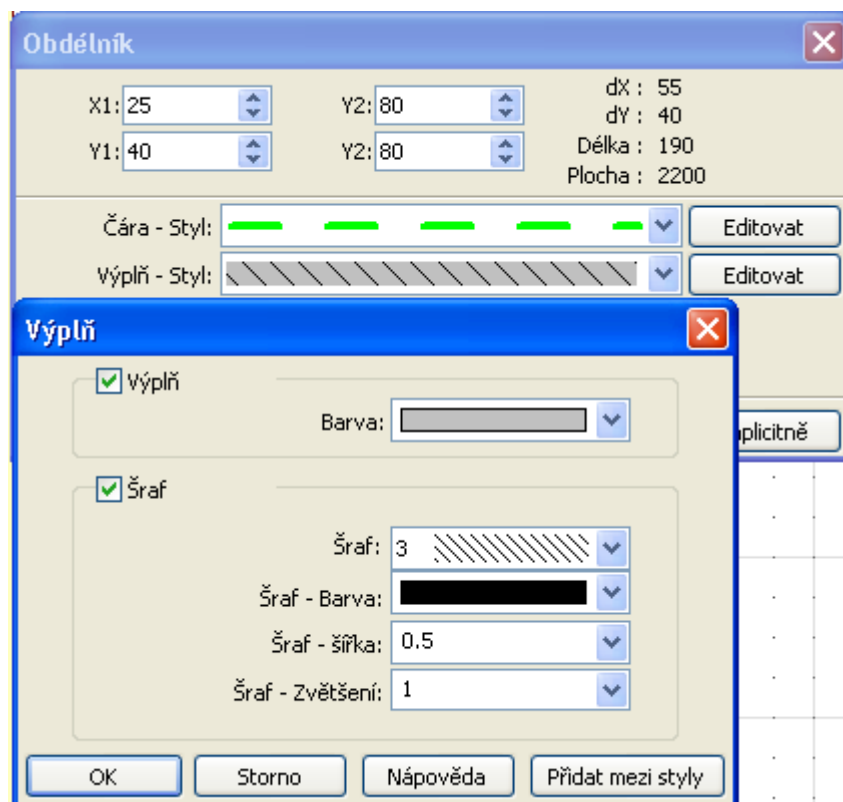 Obdélník
X1: 25 Y2: 80 dX : 55
dY : 40
Y1: 40 Y2: 80 Délka : 190
Plocha : 2200
Čára - Styl: Editovat
Výplň - Styl: Editovat
Výplň
Výplň
Barva:
plicitně
Šraf
Šraf: 3
Šraf - Barva:
Šraf - šířka: 0.5
Šraf - Zvětšení: 1
OK Storno Nápověda Přidat mezi styly